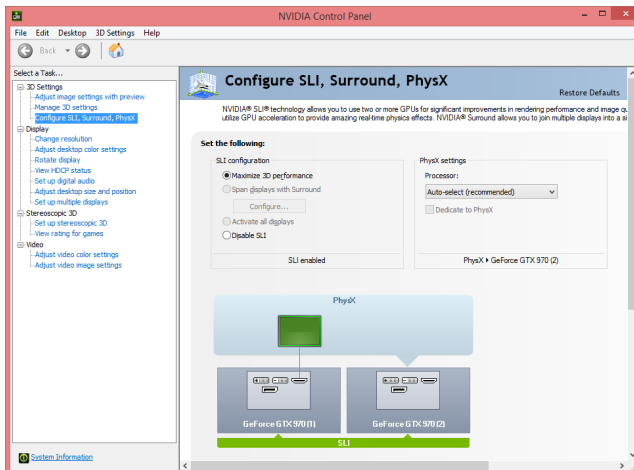 NVIDIA Control Panel
File Edit Desktop 3D Settings Help
Back
Select a Task...
3D Settings
Adjust image settings with preview
Manage 3D settings
Configure SLI, Surround, PhysX
Display
Change resolution
Adjust desktop color settings
Rotate display
View HDCP status
Set up digital audio
Adjust desktop size and position
Set up multiple displays
Stereoscopic 3D
Set up stereoscopic 3D
View rating for games
Video
Adjust video color settings
Adjust video image settings
System Information
Configure SLI, Surround, PhysX
Restore Defaults
NVIDIA® SLI® technology allows you to use two or more GPUs for significant improvements in rendering performance and image qu
utilize GPU acceleration to provide amazing real-time physics effects. NVIDIA® Surround allows you to join multiple displays into a si
Set the following:
SLI configuration
Maximize 3D performance
Span displays with Surround
Configure...
Activate all displays
Disable SLI
SLI enabled
PhysX settings
Processor:
Auto-select (recommended)
Dedicate to PhysX
PhysX ▸ GeForce GTX 970 (2)
PhysX
GeForce GTX 970 (1)
GeForce GTX 970 (2)
SLI